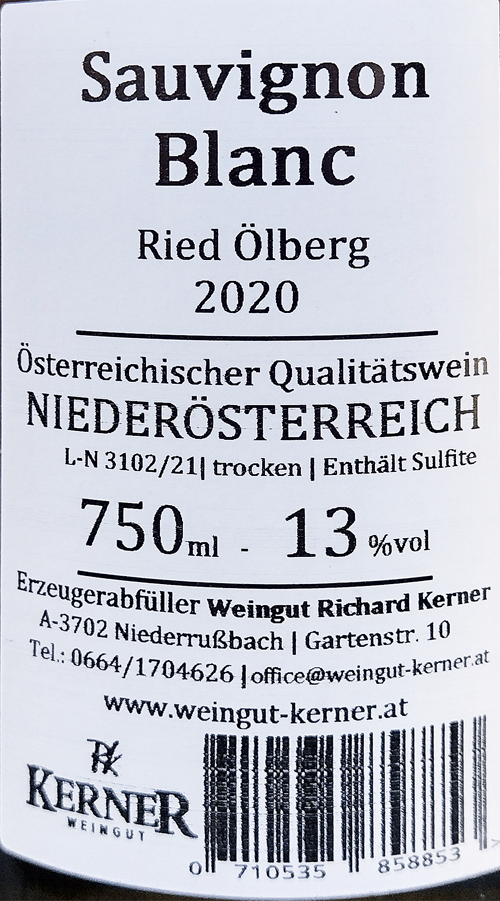 Sauvignon
Blanc
Ried Ölberg
2020
Österreichischer Qualitätswein
NIEDERÖSTERREICH
L-N 3102/21| trocken | Enthält Sulfite
750ml - 13 %vol
Erzeugerabfüller Weingut Richard Kerner
A-3702 Niederrußbach | Gartenstr. 10
Tel.: 0664/1704626 | office@weingut-kerner.at
www.weingut-kerner.at
KERNER
WEINGUT
0 710535 858853 >